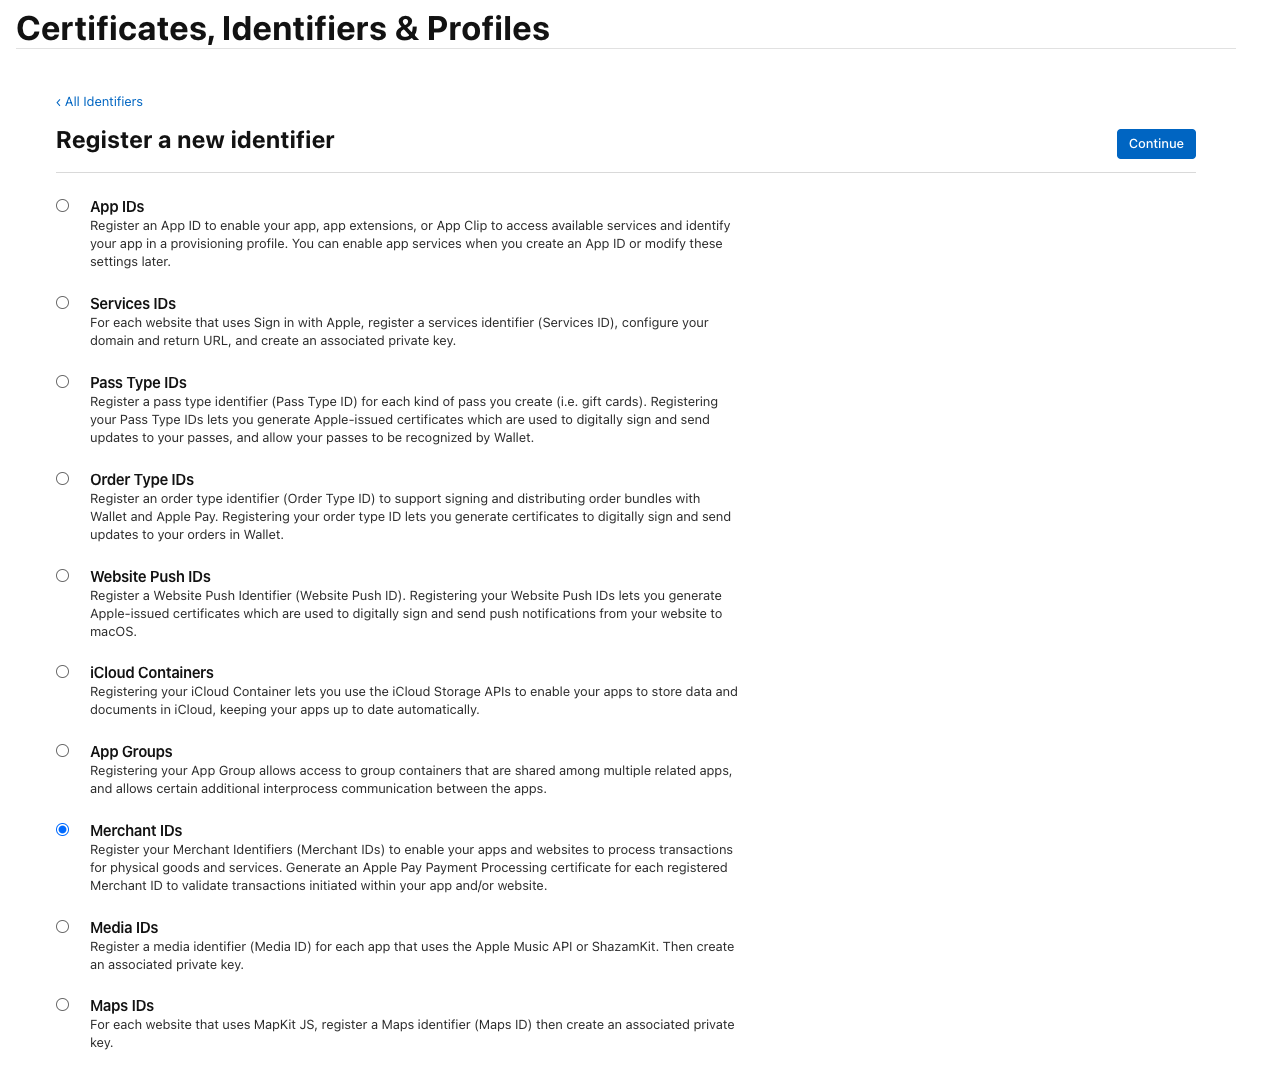 Certificates, Identifiers & Profiles
‹ All Identifiers
Register a new identifier
Continue
App IDs
Register an App ID to enable your app, app extensions, or App Clip to access available services and identify
your app in a provisioning profile. You can enable app services when you create an App ID or modify these
settings later.
Services IDs
For each website that uses Sign in with Apple, register a services identifier (Services ID), configure your
domain and return URL, and create an associated private key.
Pass Type IDs
Register a pass type identifier (Pass Type ID) for each kind of pass you create (i.e. gift cards). Registering
your Pass Type IDs lets you generate Apple-issued certificates which are used to digitally sign and send
updates to your passes, and allow your passes to be recognized by Wallet.
Order Type IDs
Register an order type identifier (Order Type ID) to support signing and distributing order bundles with
Wallet and Apple Pay. Registering your order type ID lets you generate certificates to digitally sign and send
updates to your orders in Wallet.
Website Push IDs
Register a Website Push Identifier (Website Push ID). Registering your Website Push IDs lets you generate
Apple-issued certificates which are used to digitally sign and send push notifications from your website to
macOS.
iCloud Containers
Registering your iCloud Container lets you use the iCloud Storage APIs to enable your apps to store data and
documents in iCloud, keeping your apps up to date automatically.
App Groups
Registering your App Group allows access to group containers that are shared among multiple related apps,
and allows certain additional interprocess communication between the apps.
Merchant IDs
Register your Merchant Identifiers (Merchant IDs) to enable your apps and websites to process transactions
for physical goods and services. Generate an Apple Pay Payment Processing certificate for each registered
Merchant ID to validate transactions initiated within your app and/or website.
Media IDs
Register a media identifier (Media ID) for each app that uses the Apple Music API or ShazamKit. Then create
an associated private key.
Maps IDs
For each website that uses MapKit JS, register a Maps identifier (Maps ID) then create an associated private
key.